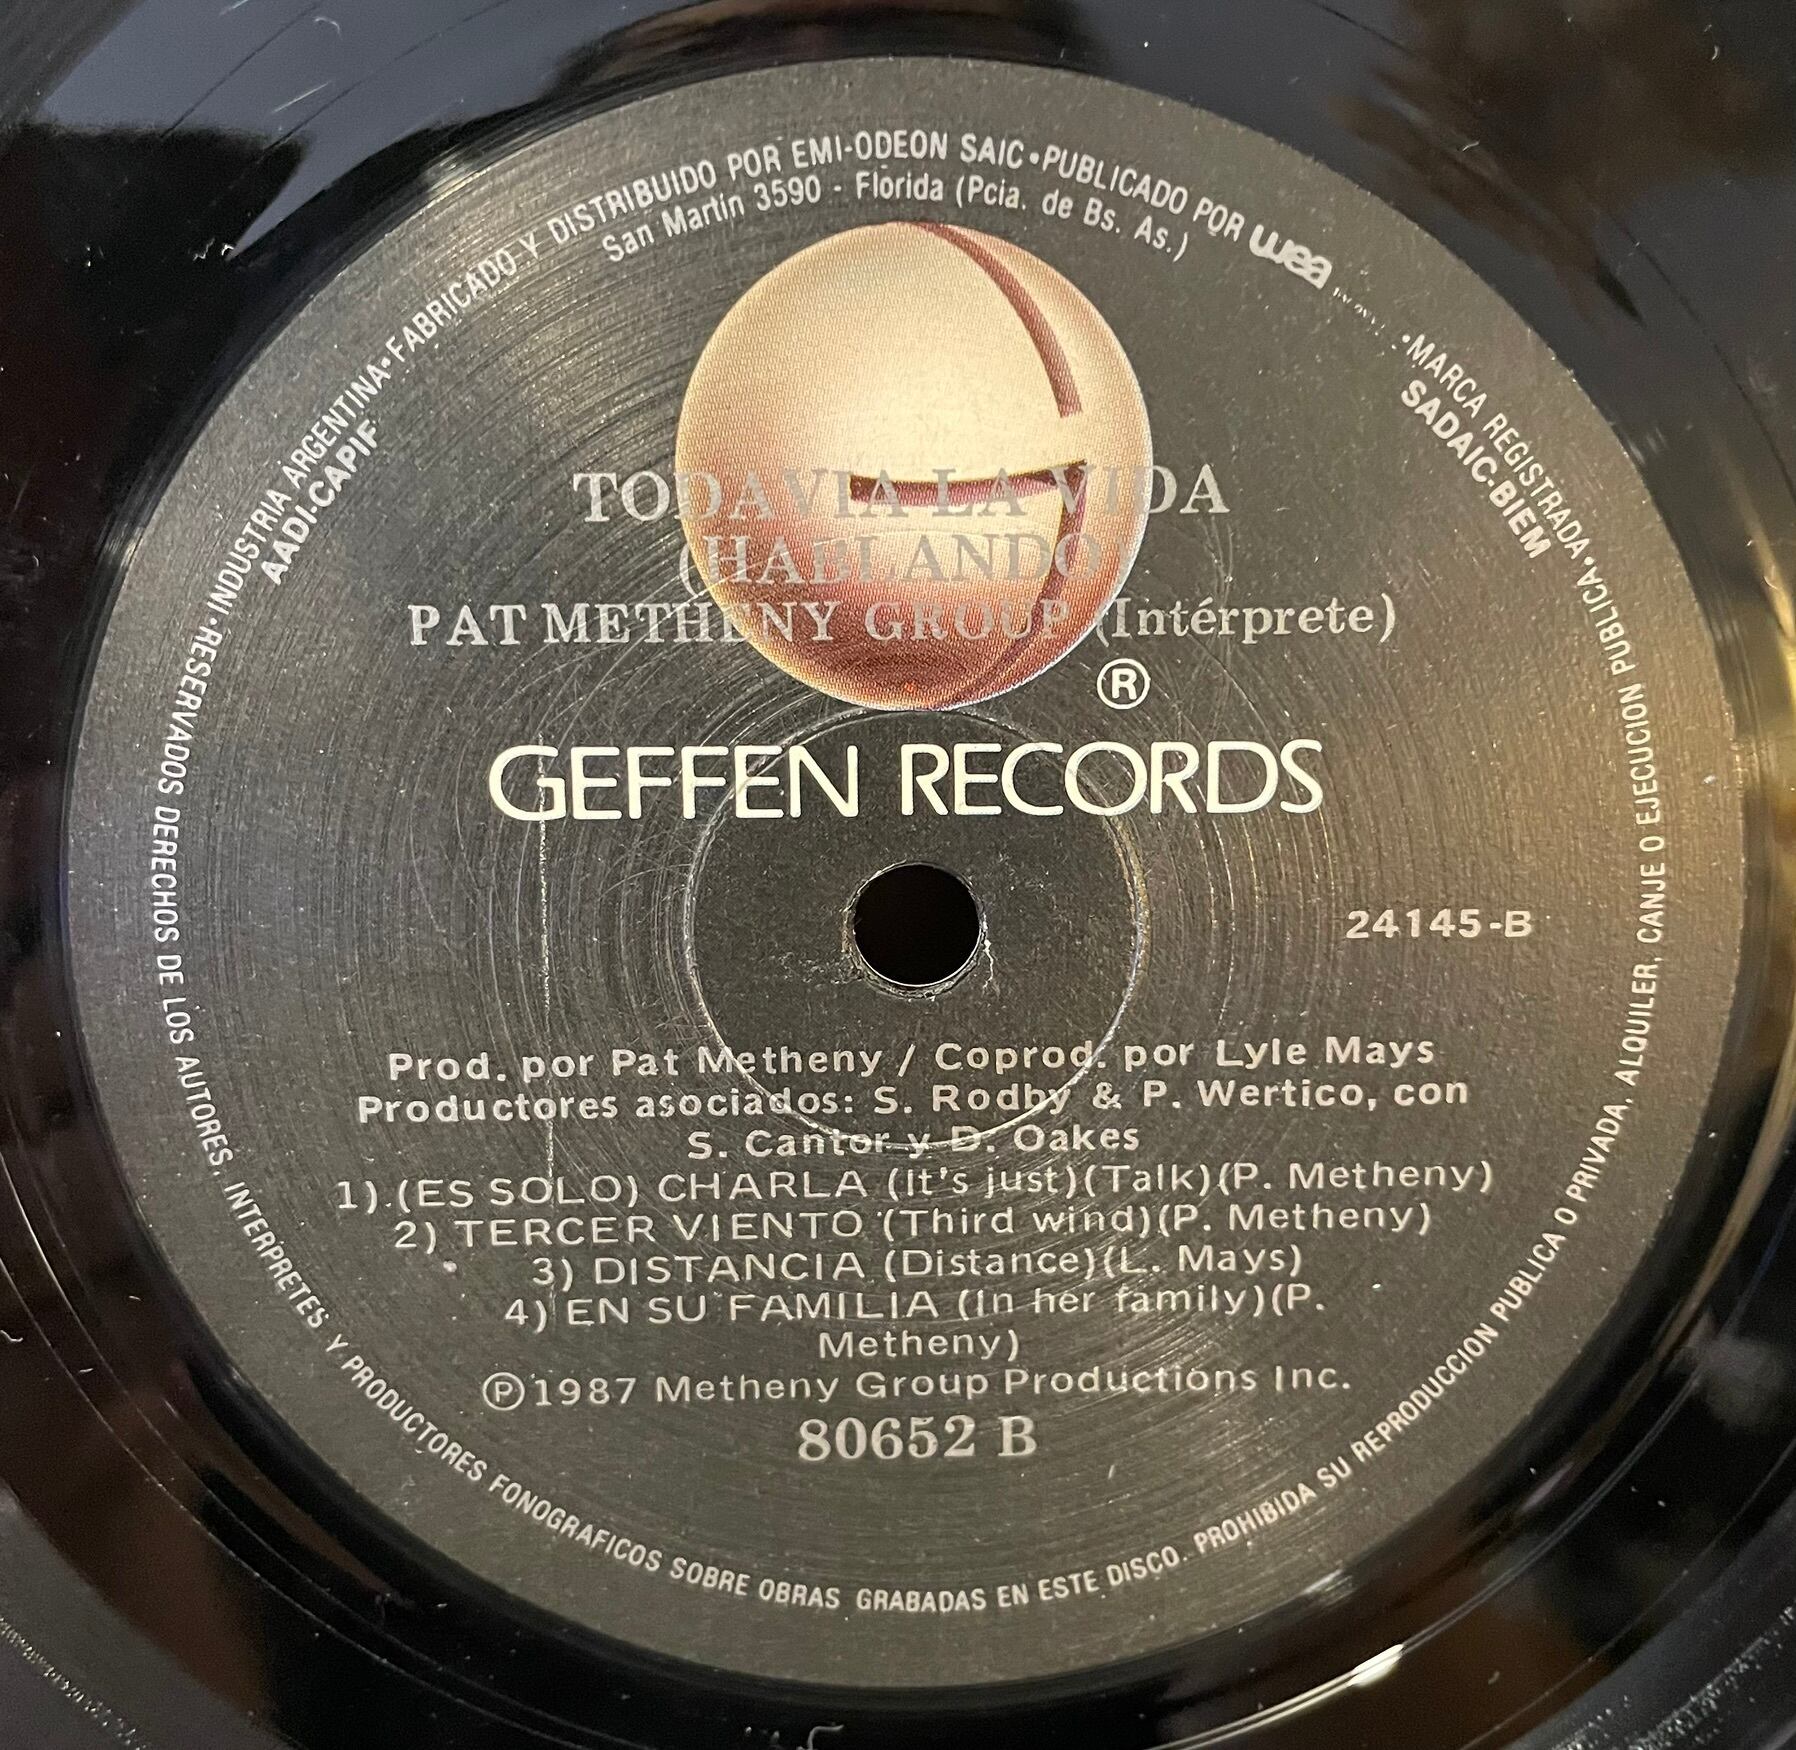 RESERVADOS DERECHOS DE LOS AUTORES, INTERPRETES Y PRODUCTORES FONOGRAFICOS SOBRE OBRAS GRABADAS EN ESTE DISCO. PROHIBIDA SU REPRODUCCION PUBLICA O PRIVADA, ALQUILER, CANJE O EJECUCION PUBLICA. •INDUSTRIA ARGENTINA•FABRICADO Y DISTRIBUIDO POR EMI-ODEON SAIC•PUBLICADO POR wea •MARCA REGISTRADA•
San Martín 3590 - Florida (Pcia. de Bs. As.)
AADI-CAPIF
SADAIC-BIEM
TODAVIA LA VIDA
(HABLANDO)
PAT METHENY GROUP (Intérprete)
®
GEFFEN RECORDS
24145-B
Prod. por Pat Metheny / Coprod. por Lyle Mays
Productores asociados: S. Rodby & P. Wertico, con
S. Cantor y D. Oakes
1) (ES SOLO) CHARLA (It's just)(Talk)(P. Metheny)
2) TERCER VIENTO (Third wind)(P. Metheny)
3) DISTANCIA (Distance)(L. Mays)
4) EN SU FAMILIA (In her family)(P.
Metheny)
℗1987 Metheny Group Productions Inc.
80652 B